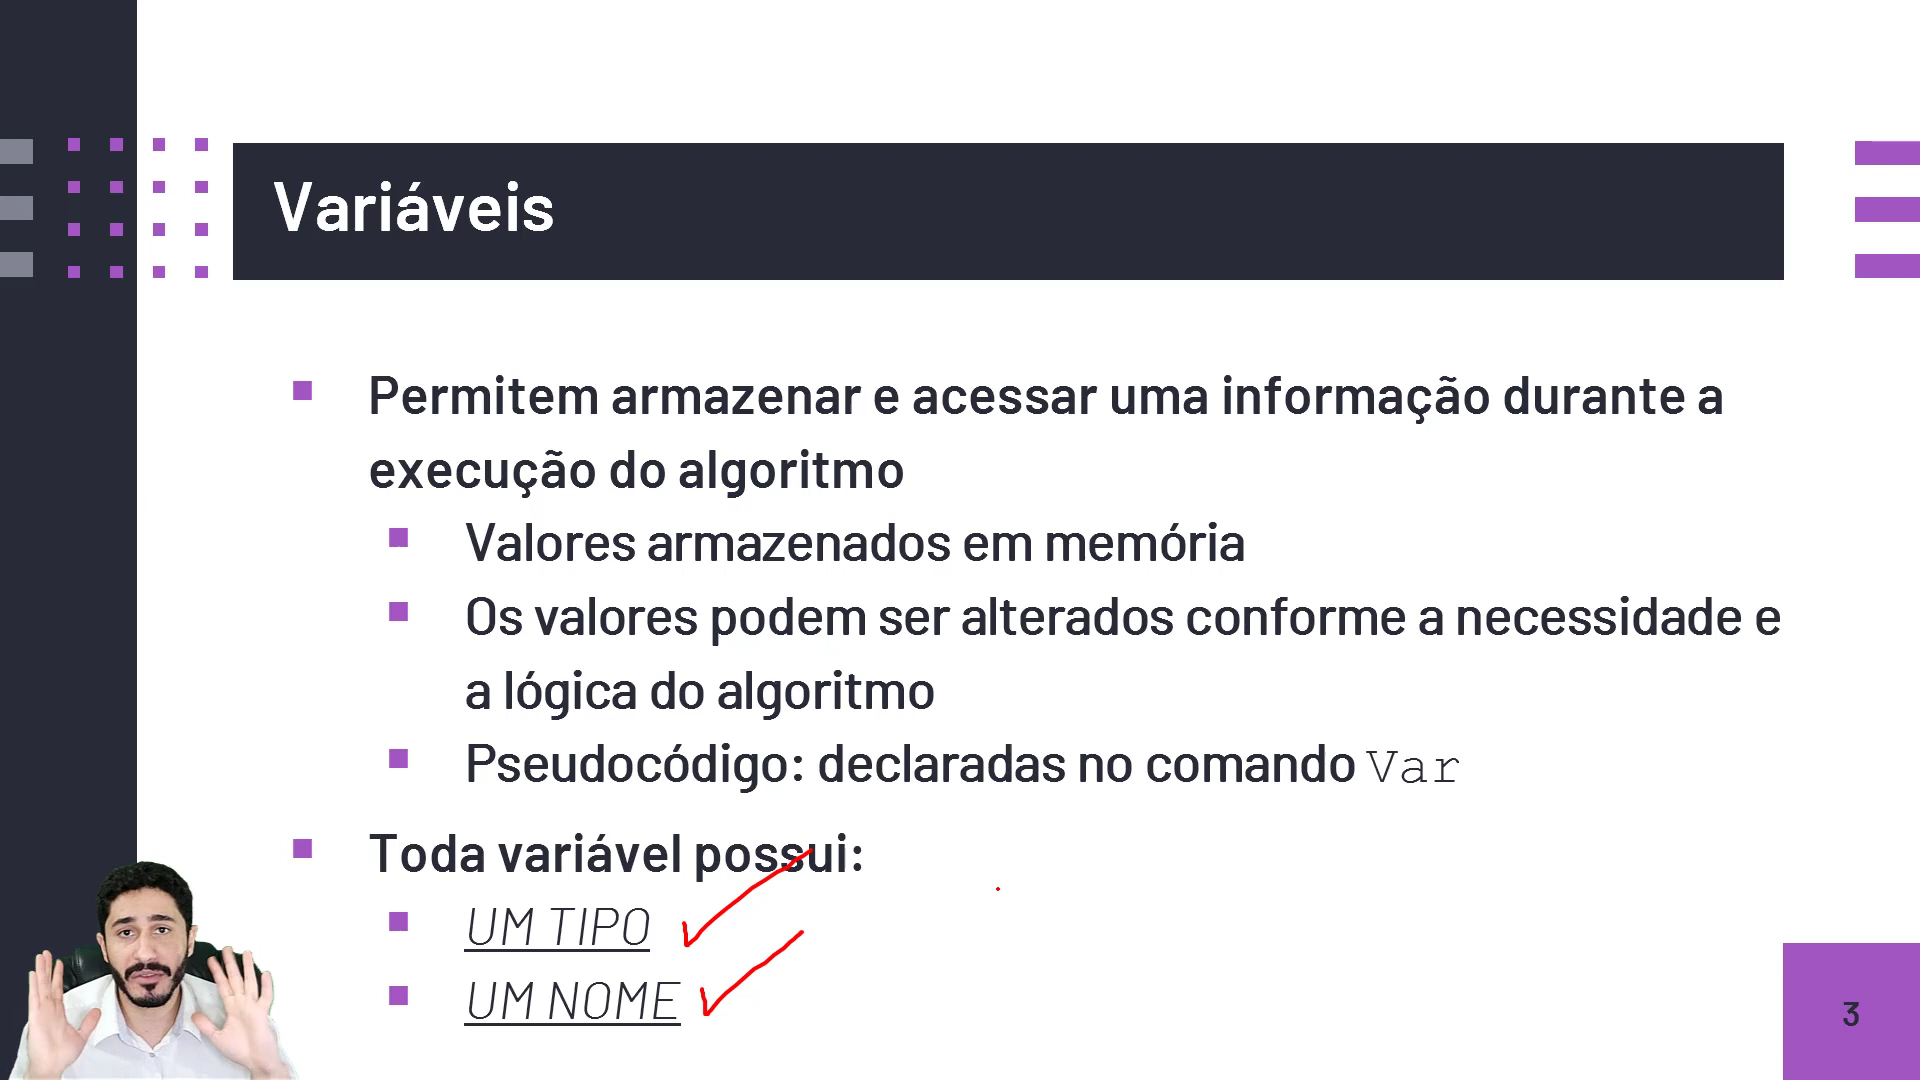 Variáveis
Permitem armazenar e acessar uma informação durante a
execução do algoritmo
Valores armazenados em memória
Os valores podem ser alterados conforme a necessidade e
a lógica do algoritmo
Pseudocódigo: declaradas no comando Var
Toda variável possui:
UM TIPO
UM NOME
3